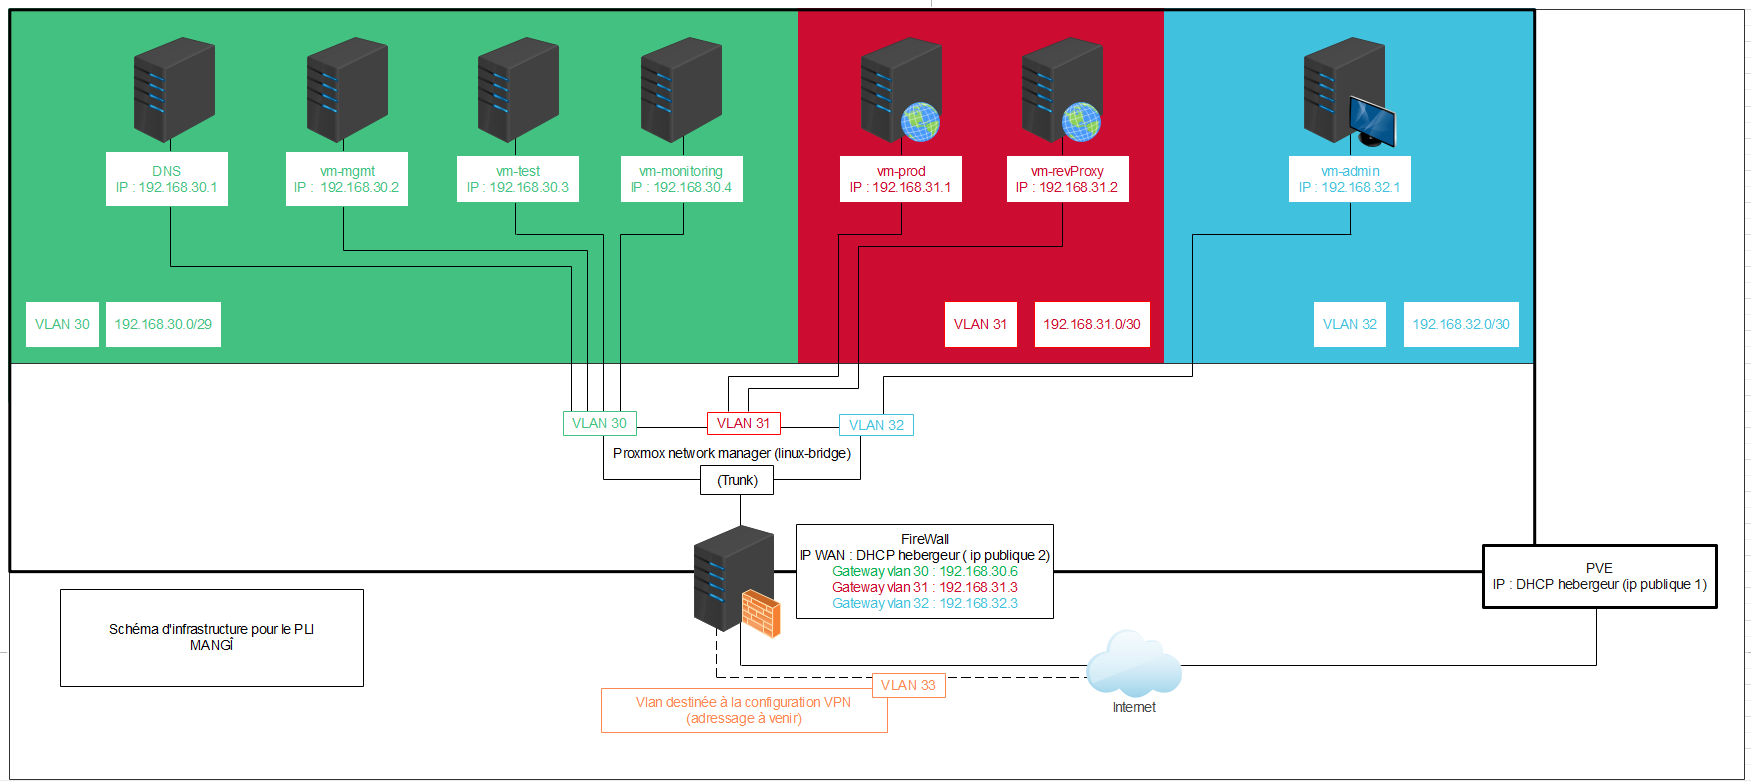 DNS
IP : 192.168.30.1
vm-mgmt
IP : 192.168.30.2
vm-test
IP : 192.168.30.3
vm-monitoring
IP : 192.168.30.4
vm-prod
IP : 192.168.31.1
vm-revProxy
IP : 192.168.31.2
vm-admin
IP : 192.168.32.1
VLAN 30
192.168.30.0/29
VLAN 31
192.168.31.0/30
VLAN 32
192.168.32.0/30
VLAN 30
VLAN 31
VLAN 32
Proxmox network manager (linux-bridge)
(Trunk)
FireWall
IP WAN : DHCP hebergeur ( ip publique 2)
Gateway vlan 30 : 192.168.30.6
Gateway vlan 31 : 192.168.31.3
Gateway vlan 32 : 192.168.32.3
PVE
IP : DHCP hebergeur (ip publique 1)
Schéma d'infrastructure pour le PLI
MANGÎ
VLAN 33
Vlan destinée à la configuration VPN
(adressage à venir)
Internet